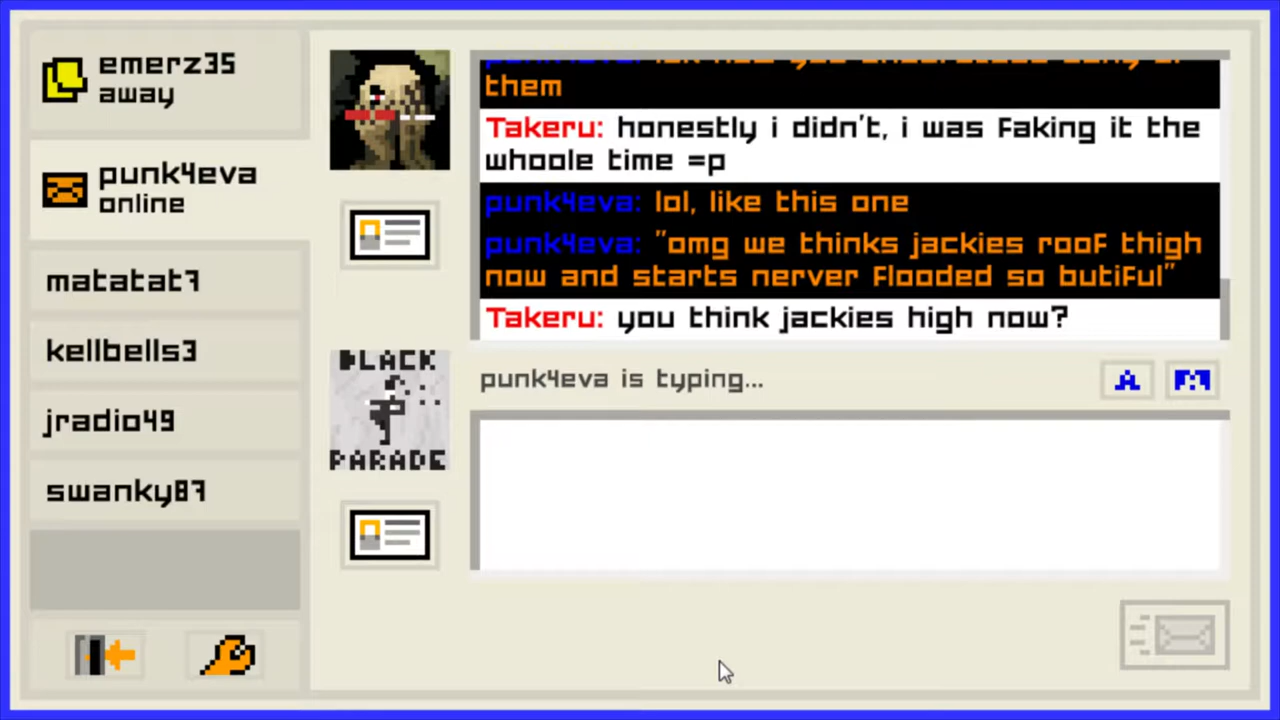 emerz35
away
punk4eva
online
matatat7
kellbells3
jradio49
swanky87
them
Takeru: honestly i didn't, i was faking it the
whoole time =p
punk4eva: lol, like this one
punk4eva: "omg we thinks jackies roof thigh
now and starts nerver flooded so butiful"
Takeru: you think jackies high now?
BLACK
PARADE
punk4eva is typing...
A